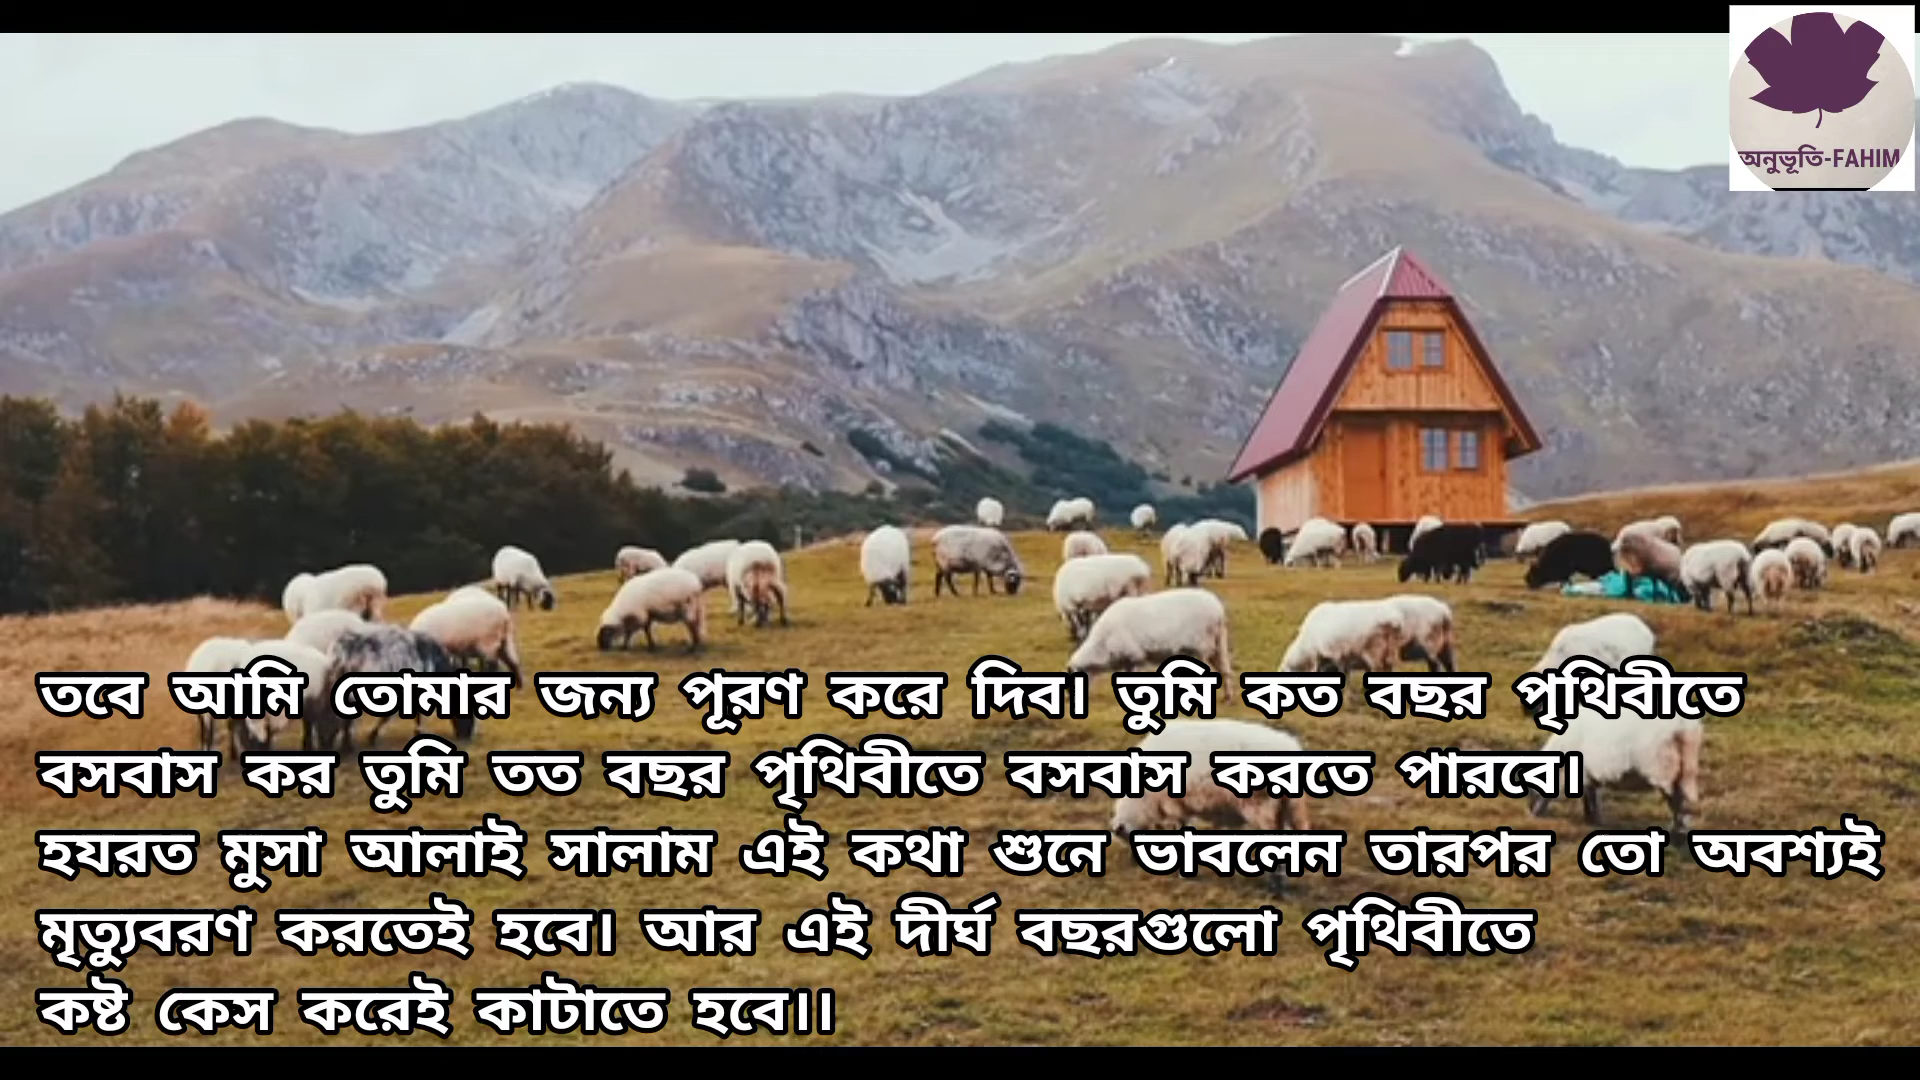 অনুভূতি-FAHIM
তবে আমি তোমার জন্য পূরণ করে দিব। তুমি কত বছর পৃথিবীতে
বসবাস কর তুমি তত বছর পৃথিবীতে বসবাস করতে পারবে।
হযরত মুসা আলাই সালাম এই কথা শুনে ভাবলেন তারপর তো অবশ্যই
মৃত্যুবরণ করতেই হবে। আর এই দীর্ঘ বছরগুলো পৃথিবীতে
কষ্ট কেস করেই কাটাতে হবে।।